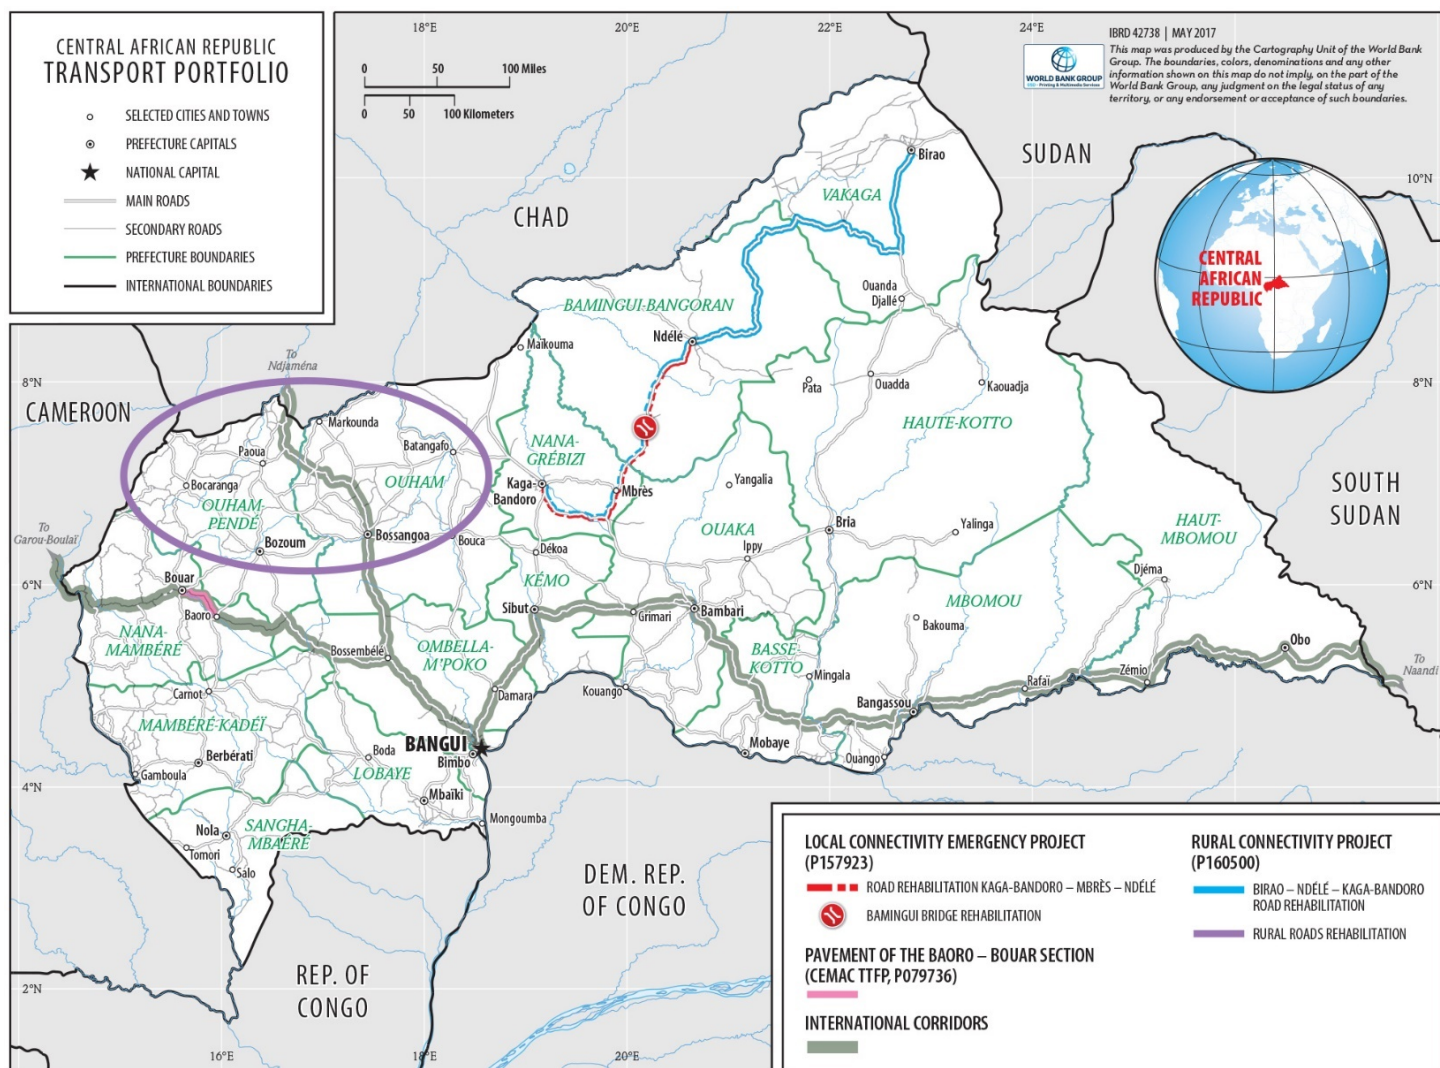 CENTRAL AFRICAN REPUBLIC
TRANSPORT PORTFOLIO
SELECTED CITIES AND TOWNS
PREFECTURE CAPITALS
NATIONAL CAPITAL
MAIN ROADS
SECONDARY ROADS
PREFECTURE BOUNDARIES
INTERNATIONAL BOUNDARIES
18°E
20°E
22°E
24°E
0 50 100 Miles
0 50 100 Kilometers
IBRD 42738 | MAY 2017
This map was produced by the Cartography Unit of the World Bank
Group. The boundaries, colors, denominations and any other
information shown on this map do not imply, on the part of the
World Bank Group, any judgment on the legal status of any
territory, or any endorsement or acceptance of such boundaries.
WORLD BANK GROUP
Printing & Multimedia Services
SUDAN
10°N
Birao
VAKAGA
CHAD
CENTRAL
AFRICAN
REPUBLIC
Ouanda
Djallé
BAMINGUI-BANGORAN
Ndélé
Maïkouma
To
Ndjaména
8°N
8°N
Pata
Ouadda
Kaouadja
CAMEROON
Markounda
HAUTE-KOTTO
Batangafo
NANA-
GRÉBIZI
Paoua
Bocaranga
OUHAM
Kaga-
Bandoro
Mbrès
Yangalia
SOUTH
SUDAN
OUHAM-
PENDÉ
To
Garou-Boulaï
Bossangoa
Bouca
OUAKA
Bria
Yalinga
HAUT-
MBOMOU
Bozoum
Dékoa
Ippy
Djéma
6°N
6°N
Bouar
KÉMO
MBOMOU
Baoro
Sibut
Grimari
Bambari
Bakouma
NANA-
MAMBÉRÉ
Bossembélé
OMBELLA-
M'POKO
BASSE-
KOTTO
Obo
To
Naandi
Carnot
Damara
Kouango
Mingala
Rafaï
Zémio
Bangassou
MAMBÉRÉ-KADÉÏ
BANGUI
Bimbo
Mobaye
Ouango
Berbérati
Boda
LOBAYE
Gamboula
4°N
Mbaïki
Mongoumba
Nola
SANGHA-
MBAÉRÉ
Tomori
Salo
DEM. REP.
OF CONGO
REP. OF
CONGO
2°N
16°E
18°E
20°E
LOCAL CONNECTIVITY EMERGENCY PROJECT
(P157923)
ROAD REHABILITATION KAGA-BANDORO – MBRÈS – NDÉLÉ
BAMINGUI BRIDGE REHABILITATION
PAVEMENT OF THE BAORO – BOUAR SECTION
(CEMAC TTFP, P079736)
INTERNATIONAL CORRIDORS
RURAL CONNECTIVITY PROJECT
(P160500)
BIRAO – NDÉLÉ – KAGA-BANDORO
ROAD REHABILITATION
RURAL ROADS REHABILITATION